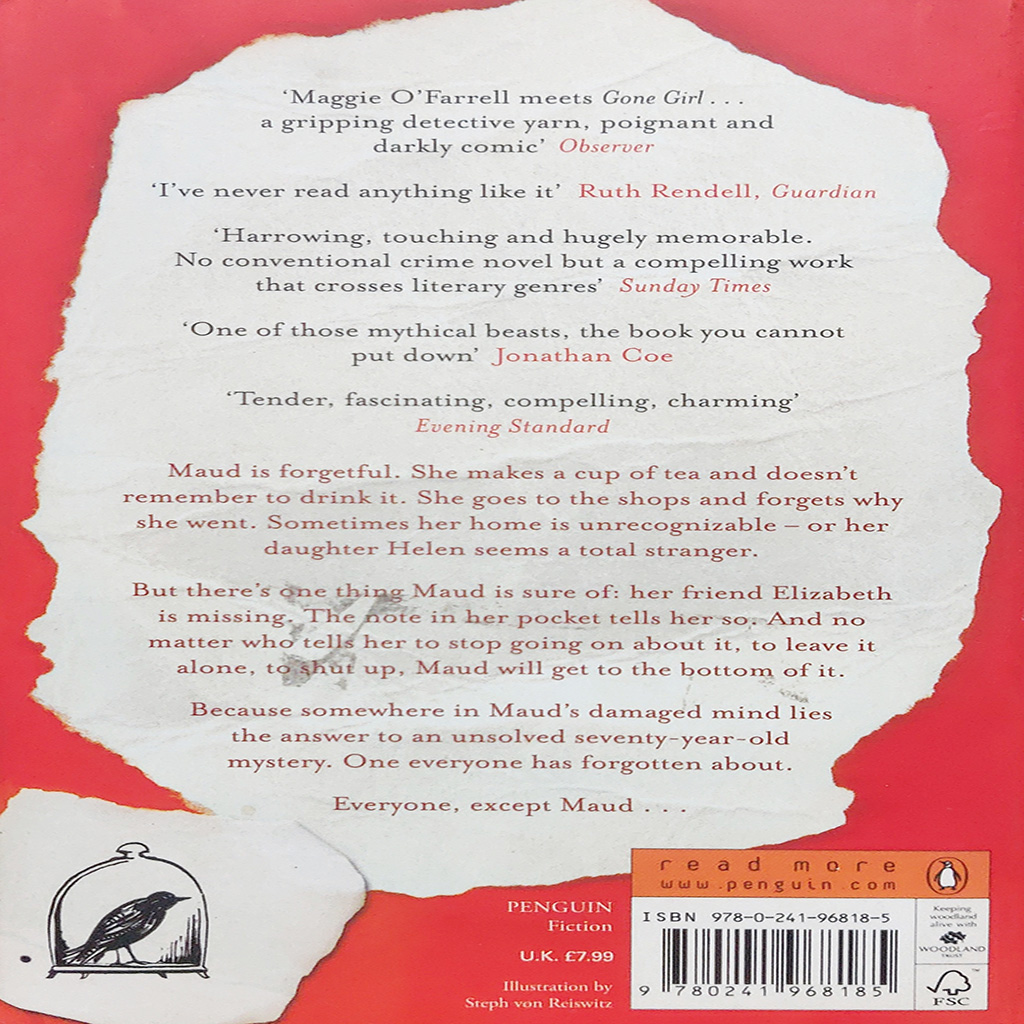 ‘Maggie O’Farrell meets Gone Girl . . .
a gripping detective yarn, poignant and
darkly comic’ Observer
‘I’ve never read anything like it’ Ruth Rendell, Guardian
‘Harrowing, touching and hugely memorable.
No conventional crime novel but a compelling work
that crosses literary genres’ Sunday Times
‘One of those mythical beasts, the book you cannot
put down’ Jonathan Coe
‘Tender, fascinating, compelling, charming’
Evening Standard
Maud is forgetful. She makes a cup of tea and doesn’t
remember to drink it. She goes to the shops and forgets why
she went. Sometimes her home is unrecognizable – or her
daughter Helen seems a total stranger.
But there’s one thing Maud is sure of: her friend Elizabeth
is missing. The note in her pocket tells her so. And no
matter who tells her to stop going on about it, to leave it
alone, to shut up, Maud will get to the bottom of it.
Because somewhere in Maud’s damaged mind lies
the answer to an unsolved seventy-year-old
mystery. One everyone has forgotten about.
Everyone, except Maud . . .
read more
www.penguin.com
PENGUIN
Fiction
U.K. £7.99
Illustration by
Steph von Reiswitz
ISBN 978-0-241-96818-5
9 780241 968185
Keeping
woodland
alive with
WOODLAND
TRUST
FSC™